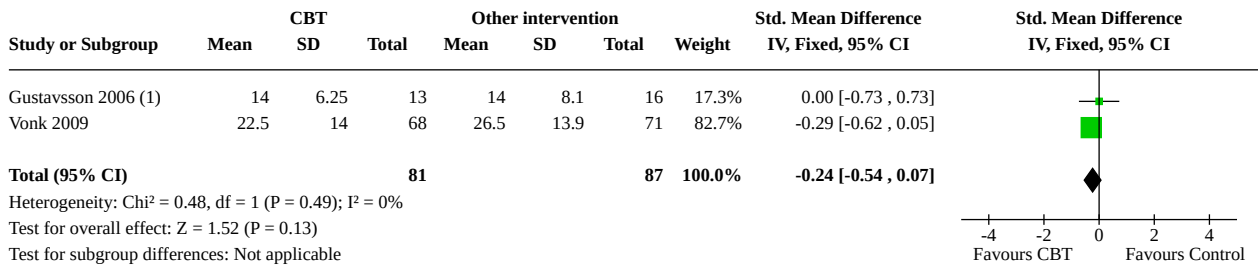 CBT Other intervention Std. Mean Difference Std. Mean Difference
Study or Subgroup Mean SD Total Mean SD Total Weight IV, Fixed, 95% CI IV, Fixed, 95% CI
Gustavsson 2006 (1) 14 6.25 13 14 8.1 16 17.3% 0.00 [-0.73 , 0.73]
Vonk 2009 22.5 14 68 26.5 13.9 71 82.7% -0.29 [-0.62 , 0.05]
Total (95% CI) 81 87 100.0% -0.24 [-0.54 , 0.07]
Heterogeneity: Chi² = 0.48, df = 1 (P = 0.49); I² = 0%
Test for overall effect: Z = 1.52 (P = 0.13)
Test for subgroup differences: Not applicable
-4 -2 0 2 4
Favours CBT Favours Control